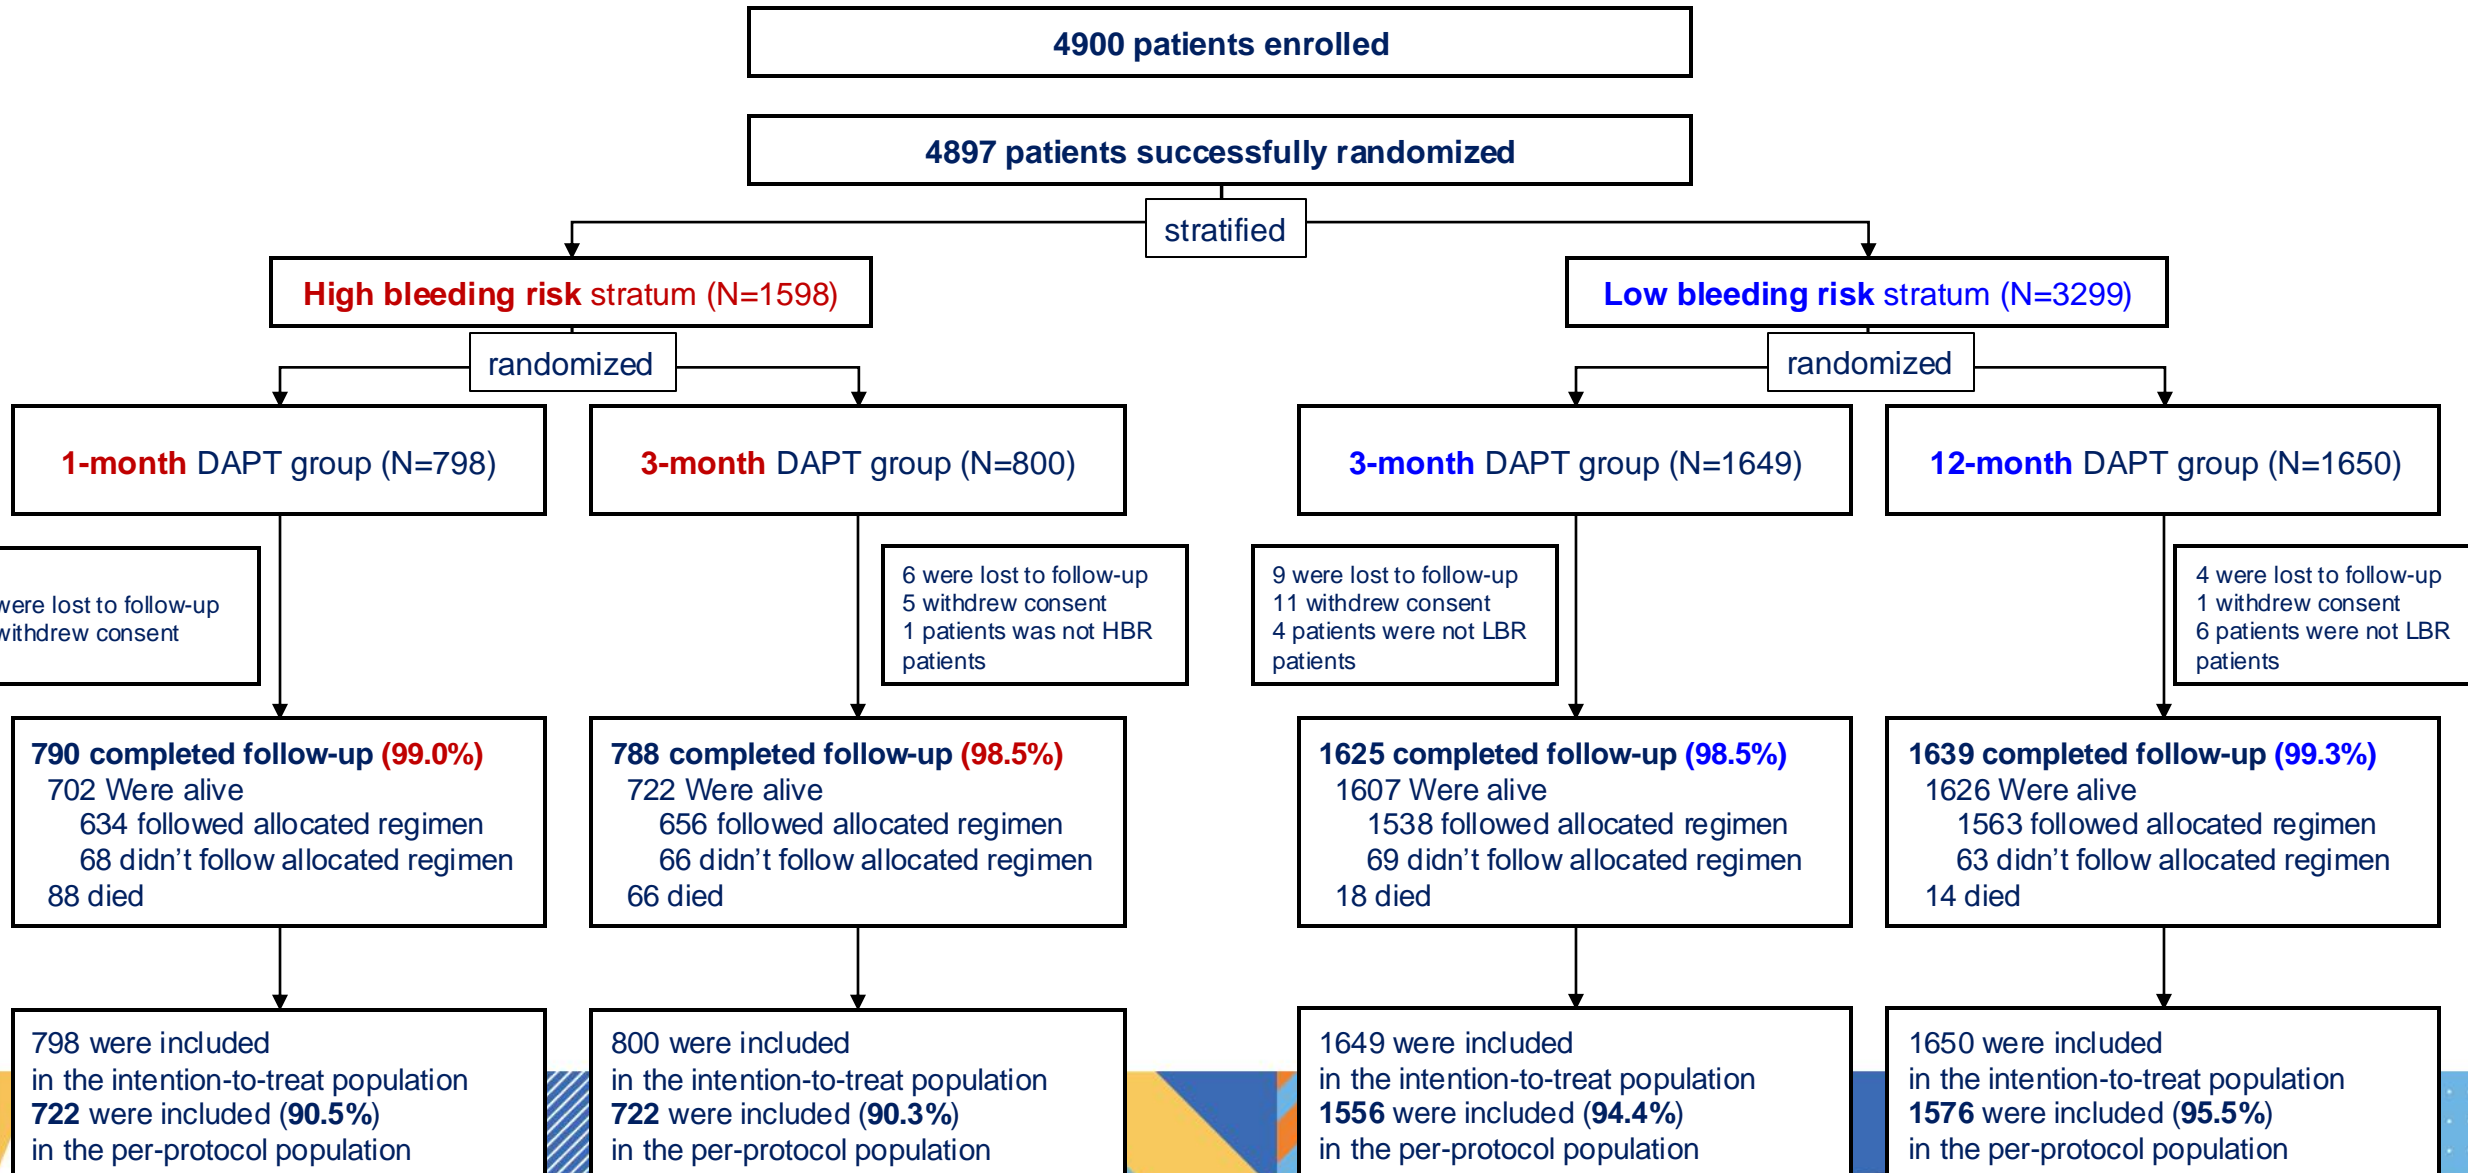 4900 patients enrolled
4897 patients successfully randomized
stratified
High bleeding risk stratum (N=1598)
Low bleeding risk stratum (N=3299)
randomized
randomized
1-month DAPT group (N=798)
3-month DAPT group (N=800)
3-month DAPT group (N=1649)
12-month DAPT group (N=1650)
were lost to follow-up
withdrew consent
6 were lost to follow-up
5 withdrew consent
1 patients was not HBR
patients
9 were lost to follow-up
11 withdrew consent
4 patients were not LBR
patients
4 were lost to follow-up
1 withdrew consent
6 patients were not LBR
patients
790 completed follow-up (99.0%)
702 Were alive
634 followed allocated regimen
68 didn’t follow allocated regimen
88 died
788 completed follow-up (98.5%)
722 Were alive
656 followed allocated regimen
66 didn’t follow allocated regimen
66 died
1625 completed follow-up (98.5%)
1607 Were alive
1538 followed allocated regimen
69 didn’t follow allocated regimen
18 died
1639 completed follow-up (99.3%)
1626 Were alive
1563 followed allocated regimen
63 didn’t follow allocated regimen
14 died
798 were included
in the intention-to-treat population
722 were included (90.5%)
in the per-protocol population
800 were included
in the intention-to-treat population
722 were included (90.3%)
in the per-protocol population
1649 were included
in the intention-to-treat population
1556 were included (94.4%)
in the per-protocol population
1650 were included
in the intention-to-treat population
1576 were included (95.5%)
in the per-protocol population